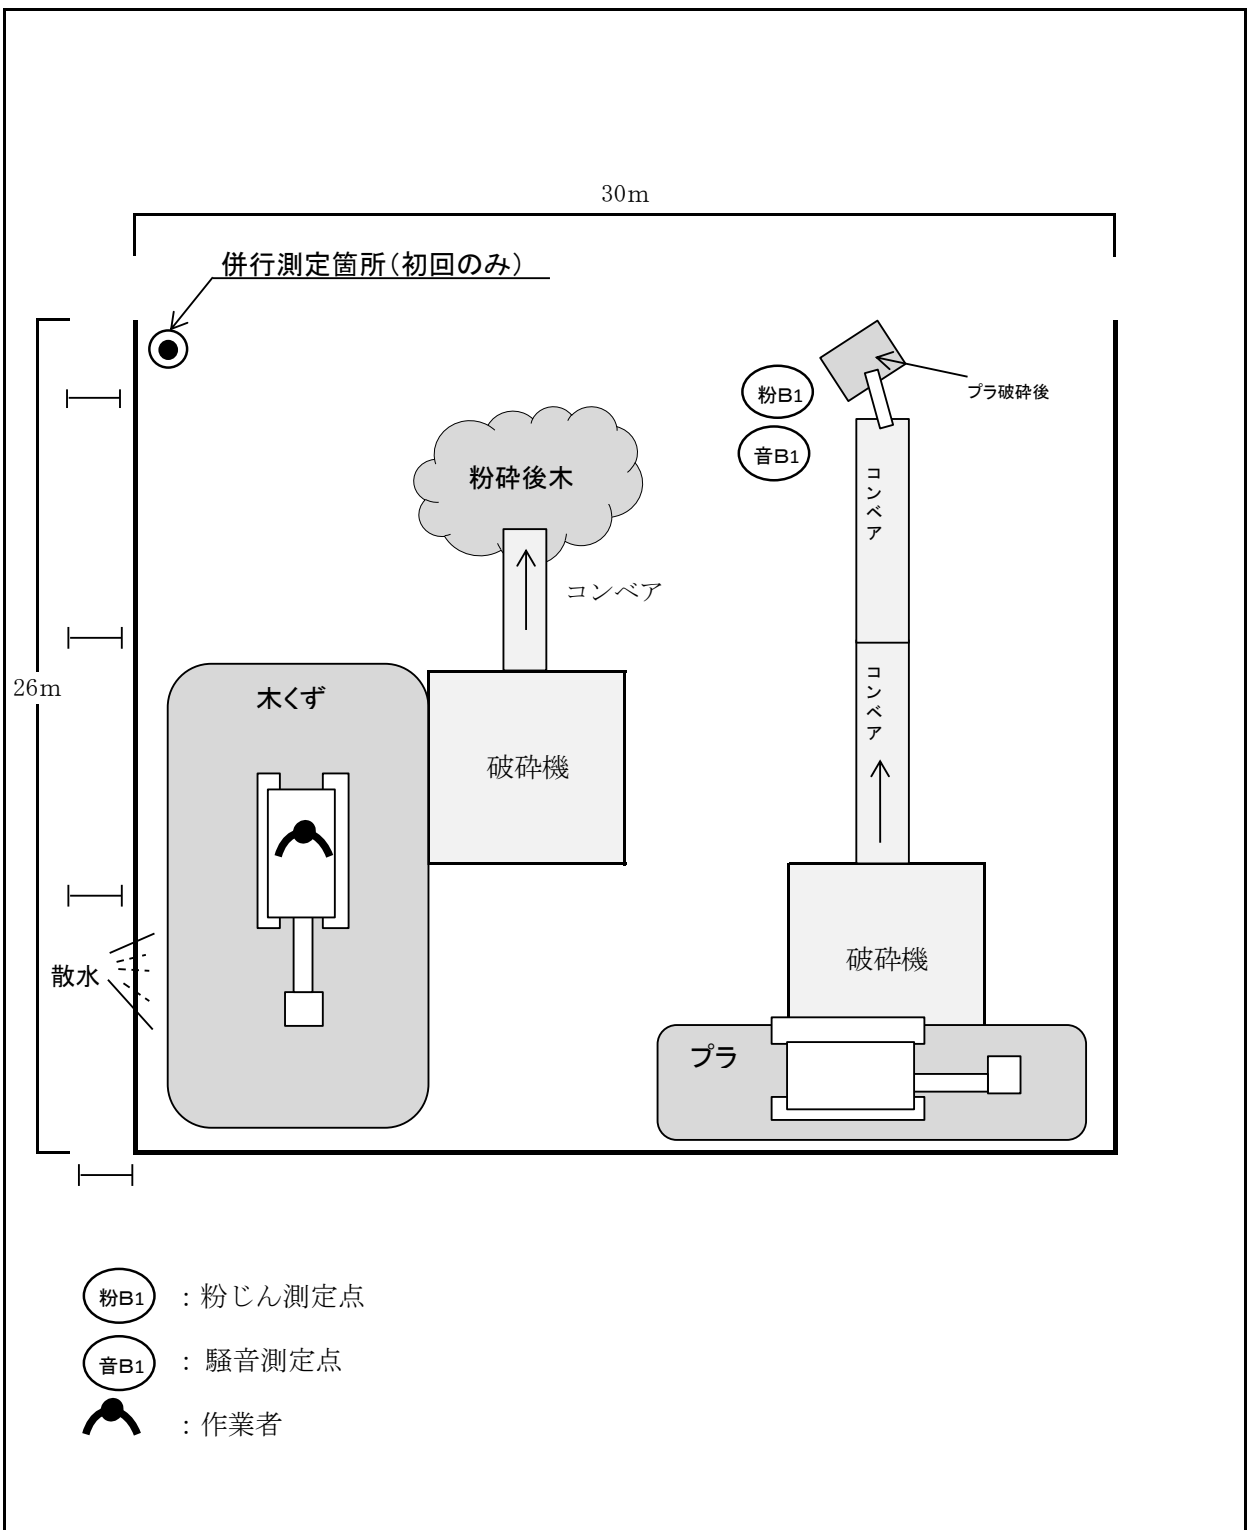 30m
併行測定箇所(初回のみ)
プラ破砕後
粉B1
音B1
粉砕後木
コンベア
コンベア
コンベア
26m
木くず
破砕機
破砕機
散水
プラ
粉B1 : 粉じん測定点
音B1 : 騒音測定点
: 作業者